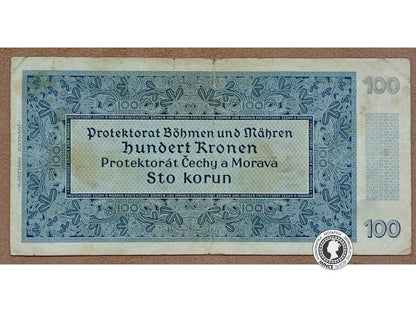 100
Protektorat Böhmen und Mähren
Hundert Kronen
Protektorát Čechy a Morava
Sto korun
100